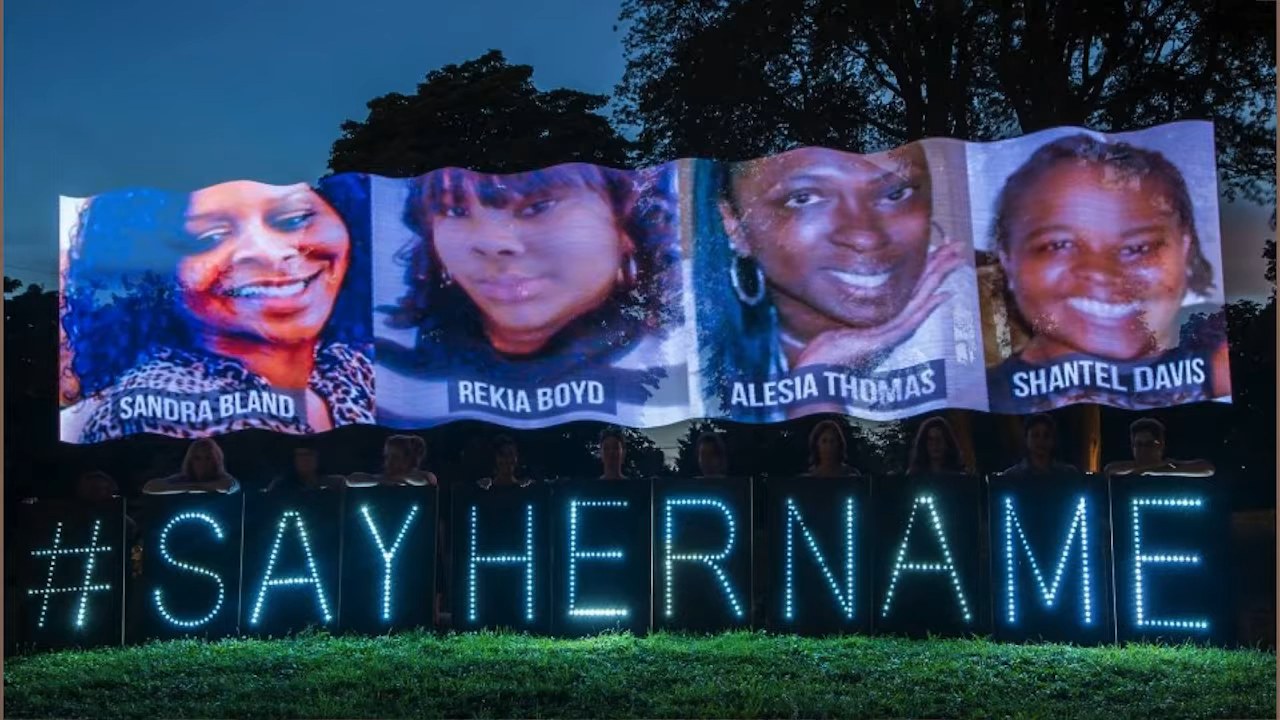 SANDRA BLAND
REKIA BOYD
ALESIA THOMAS
SHANTEL DAVIS
#SAYHERNAME